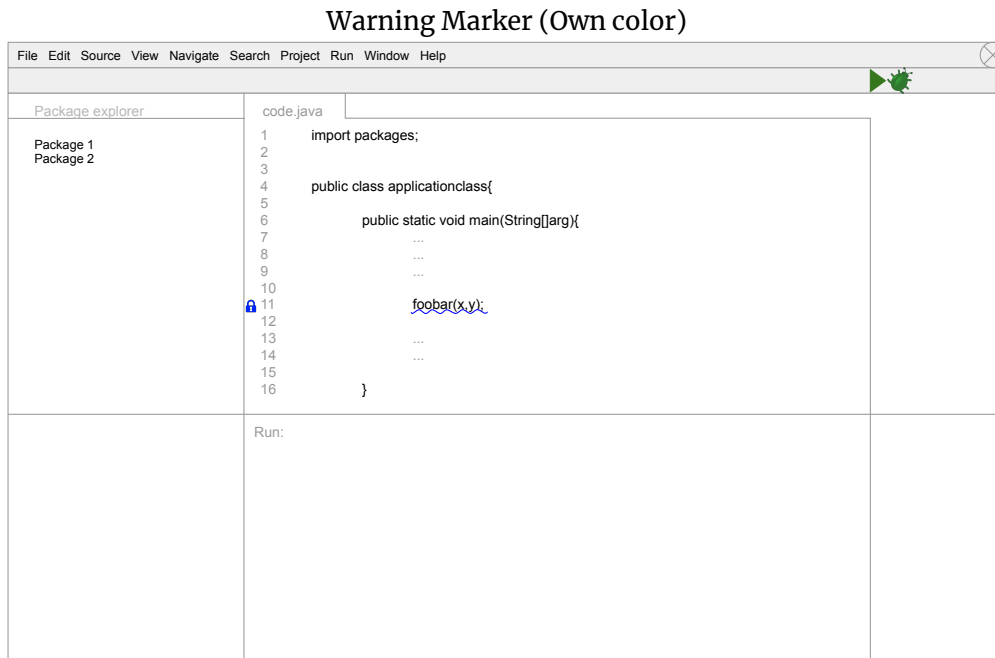 Warning Marker (Own color)
File Edit Source View Navigate Search Project Run Window Help
Package explorer
Package 1
Package 2
code.java
1 import packages;
2
3
4 public class applicationclass{
5
6 public static void main(String[]arg){
7 ...
8 ...
9 ...
10
11 foobar(x,y);
12
13 ...
14 ...
15
16 }
Run: